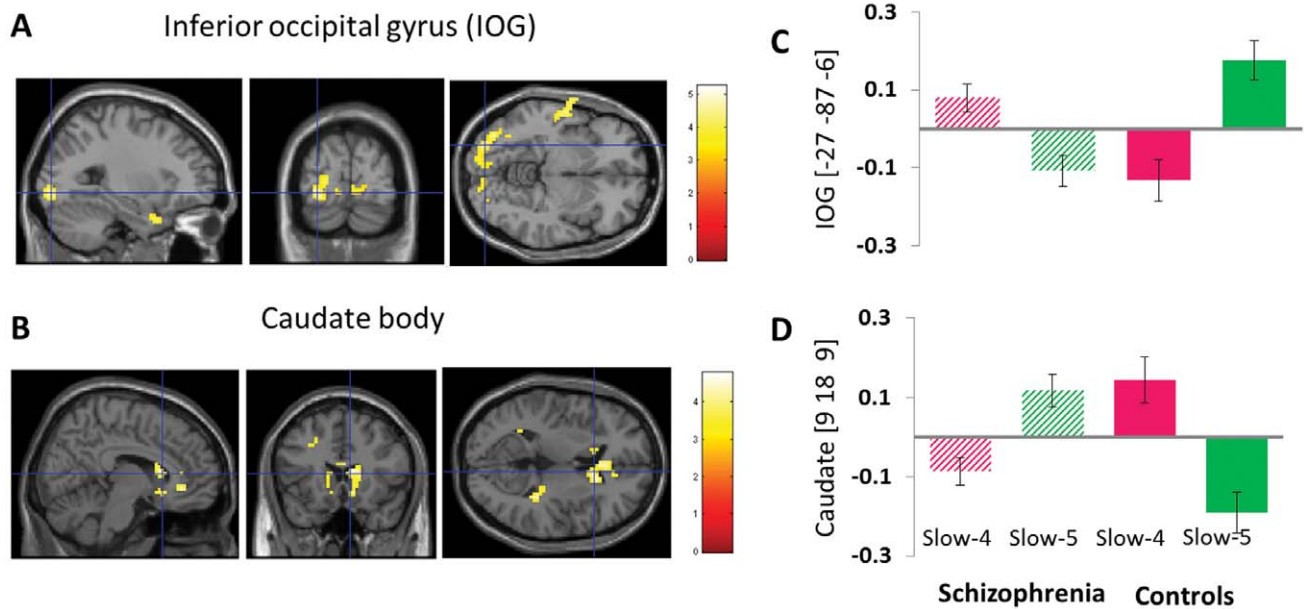 A
Inferior occipital gyrus (IOG)
5
4
3
2
1
0
B
Caudate body
4
3
2
1
0
C
IOG [-27 -87 -6]
0.3
0.1
-0.1
-0.3
D
Caudate [9 18 9]
0.3
0.1
-0.1
-0.3
Slow-4 Slow-5 Slow-4 Slow-5
Schizophrenia Controls